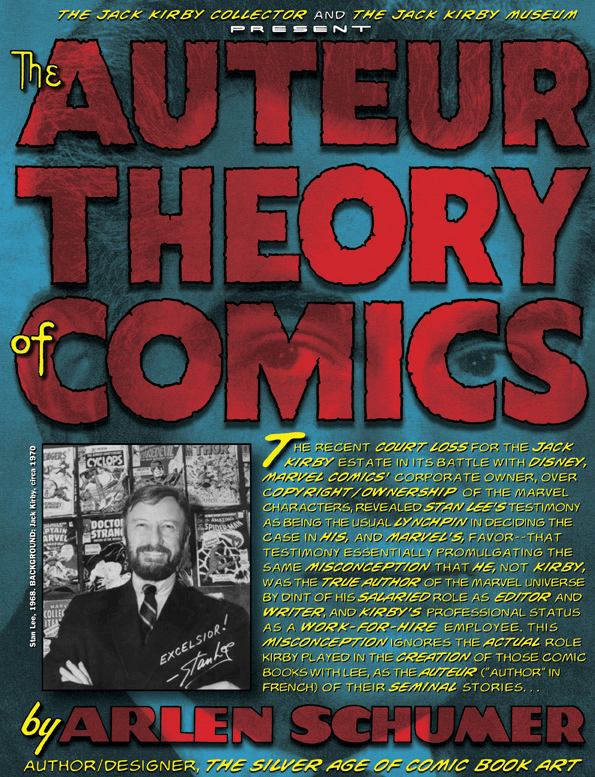 THE JACK KIRBY COLLECTOR AND THE JACK KIRBY MUSEUM
PRESENT
The
AUTEUR
THEORY
of
COMICS
Stan Lee, 1968. BACKGROUND: Jack Kirby, circa 1970
CYCLOPS
DOCTOR STRANGE
SPIDER-MAN
EXCELSIOR!
-Stan Lee
THE RECENT COURT LOSS FOR THE JACK
KIRBY ESTATE IN ITS BATTLE WITH DISNEY,
MARVEL COMICS' CORPORATE OWNER, OVER
COPYRIGHT/OWNERSHIP OF THE MARVEL
CHARACTERS, REVEALED STAN LEE'S TESTIMONY
AS BEING THE USUAL LYNCHPIN IN DECIDING THE
CASE IN HIS, AND MARVEL'S, FAVOR--THAT
TESTIMONY ESSENTIALLY PROMULGATING THE
SAME MISCONCEPTION THAT HE, NOT KIRBY,
WAS THE TRUE AUTHOR OF THE MARVEL UNIVERSE
BY DINT OF HIS SALARIED ROLE AS EDITOR AND
WRITER, AND KIRBY'S PROFESSIONAL STATUS
AS A WORK-FOR-HIRE EMPLOYEE. THIS
MISCONCEPTION IGNORES THE ACTUAL ROLE
KIRBY PLAYED IN THE CREATION OF THOSE COMIC
BOOKS WITH LEE, AS THE AUTEUR ("AUTHOR" IN
FRENCH) OF THEIR SEMINAL STORIES...
by ARLEN SCHUMER
AUTHOR/DESIGNER, THE SILVER AGE OF COMIC BOOK ART